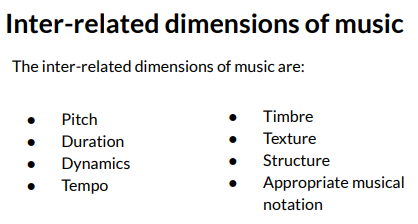 Inter-related dimensions of music
The inter-related dimensions of music are:
● Pitch
● Duration
● Dynamics
● Tempo
● Timbre
● Texture
● Structure
● Appropriate musical
notation